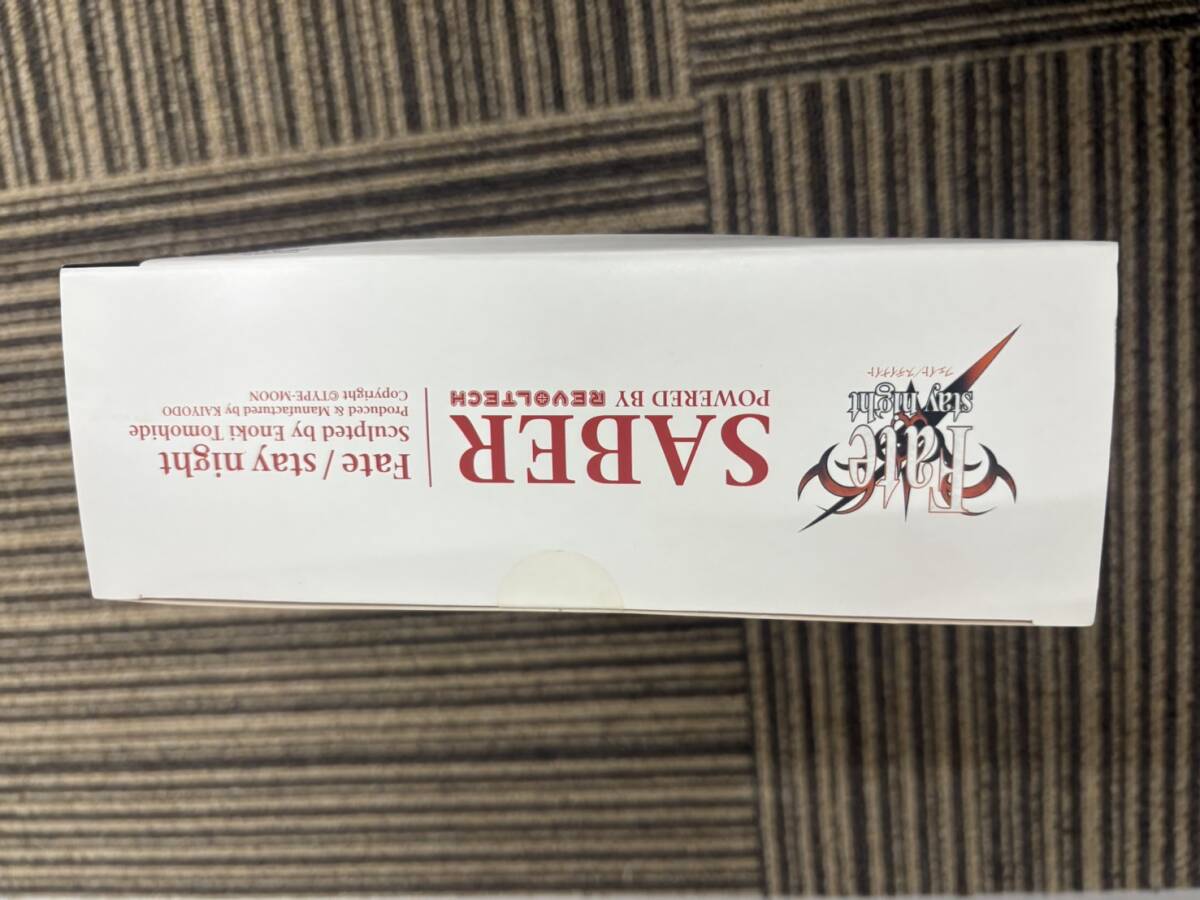 Fate
stay night
フェイト/ステイナイト
SABER
POWERED BY REVOLTECH
Fate/stay night
Sculpted by Enoki Tomohide
Produced & Manufactured by KAIYODO
Copyright ©TYPE-MOON